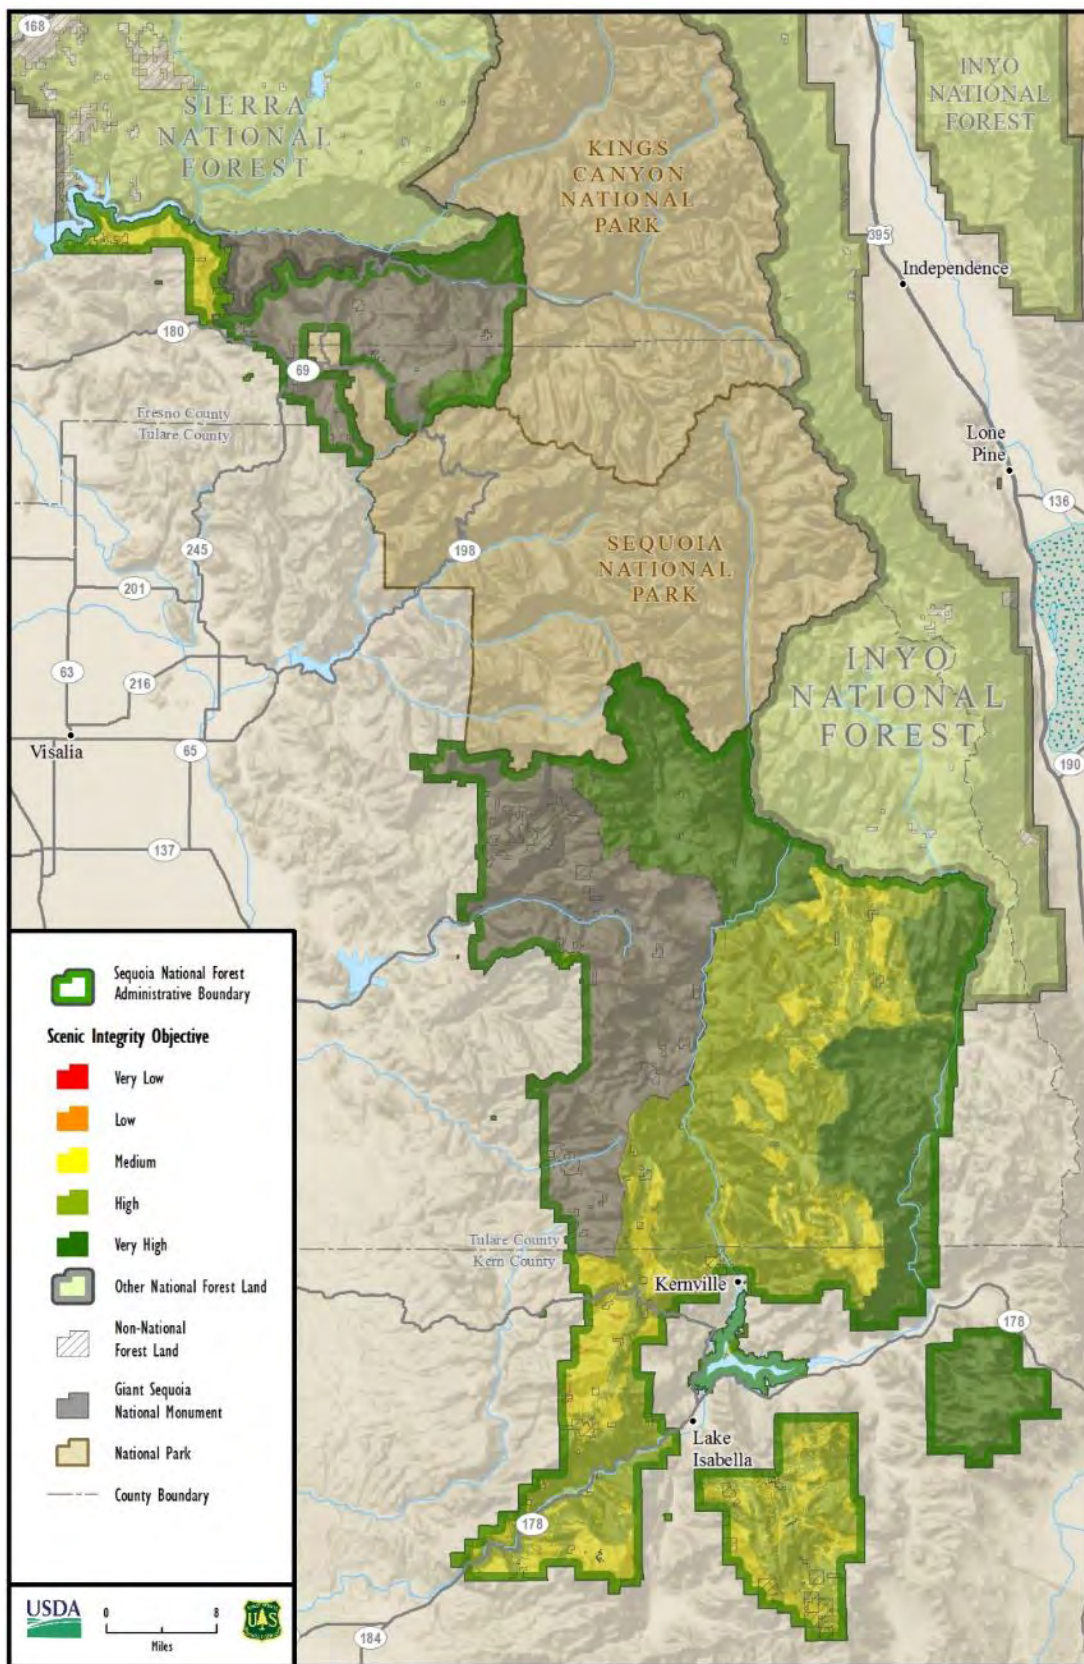 168
SIERRA
NATIONAL
FOREST
KINGS
CANYON
NATIONAL
PARK
INYO
NATIONAL
FOREST
395
Independence
180
69
Fresno County
Tulare County
Lone
Pine
136
245
198
SEQUOIA
NATIONAL
PARK
201
63
216
INYO
NATIONAL
FOREST
Visalia
65
190
137
Tulare County
Kern County
Kernville
178
Lake
Isabella
178
184
Sequoia National Forest
Administrative Boundary
Scenic Integrity Objective
Very Low
Low
Medium
High
Very High
Other National Forest Land
Non-National
Forest Land
Giant Sequoia
National Monument
National Park
County Boundary
USDA
0 8
Miles
U S